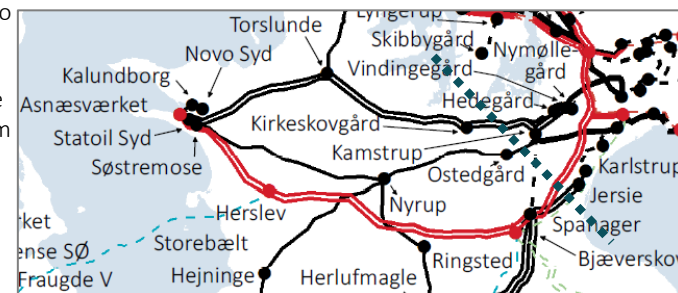 o
Torslunde
Lyngerup
Skibbygård
Nymølle-
gård
Novo Syd
Vindingegård
Kalundborg
e
Asnæsværket
Hedegård
m
Kirkeskovgård
Statoil Syd
Kamstrup
Søstremose
Ostedgård
Karlstrup
Jersie
Nyrup
Herslev
rket
Spanager
Storebælt
ense SØ
Ringsted
Bjæverskov
Fraugde V
Hejninge
Herlufmagle